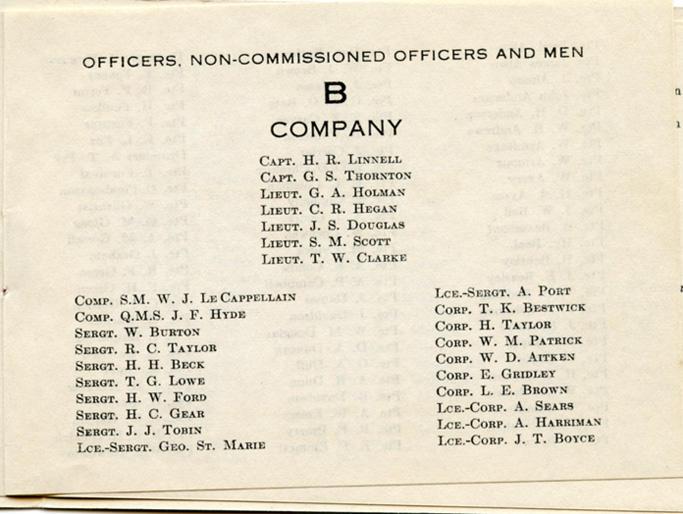 OFFICERS, NON-COMMISSIONED OFFICERS AND MEN
B
COMPANY
CAPT. H. R. LINNELL
CAPT. G. S. THORNTON
LIEUT. G. A. HOLMAN
LIEUT. C. R. HEGAN
LIEUT. J. S. DOUGLAS
LIEUT. S. M. SCOTT
LIEUT. T. W. CLARKE
COMP. S.M. W. J. LE CAPPELLAIN
COMP. Q.M.S. J. F. HYDE
SERGT. W. BURTON
SERGT. R. C. TAYLOR
SERGT. H. H. BECK
SERGT. T. G. LOWE
SERGT. H. W. FORD
SERGT. H. C. GEAR
SERGT. J. J. TOBIN
LCE.-SERGT. GEO. ST. MARIE
LCE.-SERGT. A. PORT
CORP. T. K. BESTWICK
CORP. H. TAYLOR
CORP. W. M. PATRICK
CORP. W. D. AITKEN
CORP. E. GRIDLEY
CORP. L. E. BROWN
LCE.-CORP. A. SEARS
LCE.-CORP. A. HARRIMAN
LCE.-CORP. J. T. BOYCE